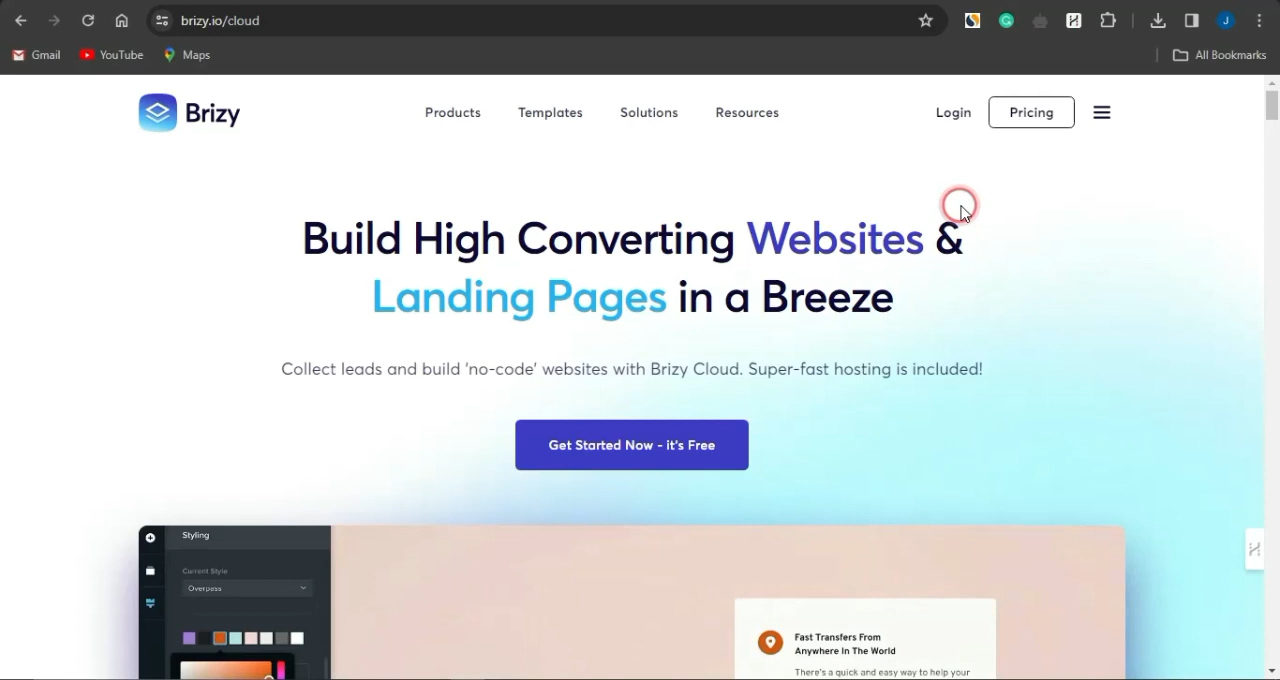 brizy.io/cloud
J
Gmail
YouTube
Maps
All Bookmarks
Brizy
Products
Templates
Solutions
Resources
Login
Pricing
Build High Converting Websites &
Landing Pages in a Breeze
Collect leads and build 'no-code' websites with Brizy Cloud. Super-fast hosting is included!
Get Started Now - it's Free
Styling
Current Style
Overpass
Fast Transfers From
Anywhere In The World
There's a quick and easy way to help your